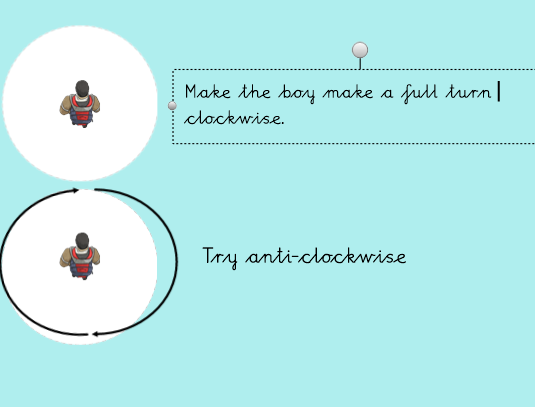 Make the boy make a full turn
clockwise.
Try anti-clockwise